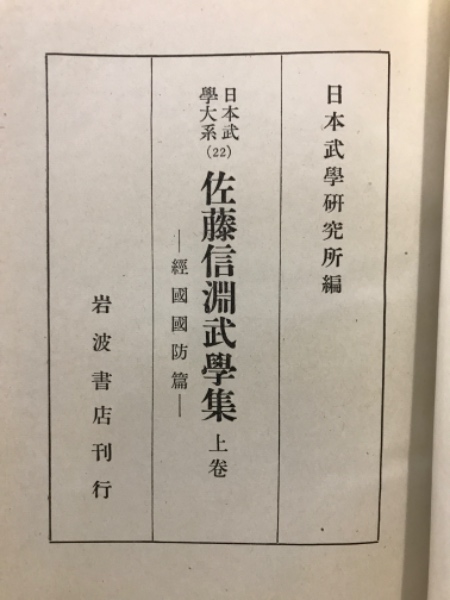 日本武學硏究所編
日本武
學大系
(22)
佐藤信淵武學集 上卷
—經國國防篇—
岩波書店刊行